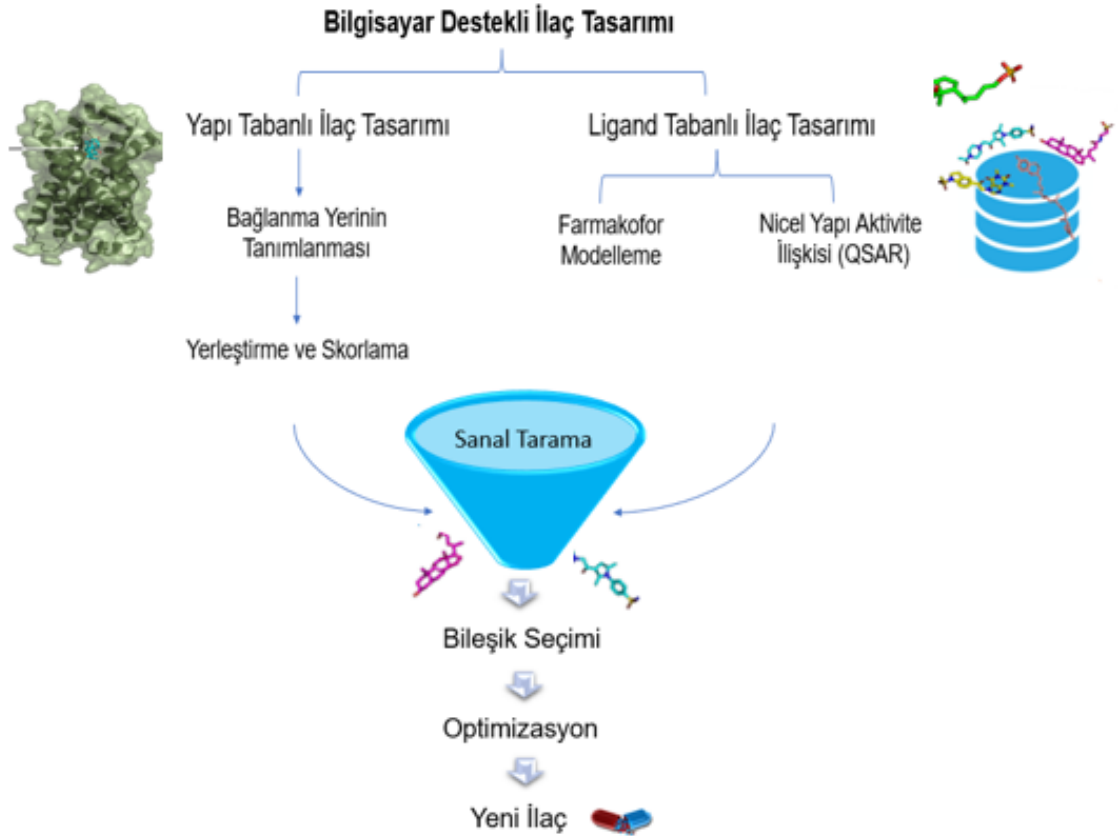 Bilgisayar Destekli İlaç Tasarımı
Yapı Tabanlı İlaç Tasarımı
Ligand Tabanlı İlaç Tasarımı
Bağlanma Yerinin
Tanımlanması
Farmakofor
Modelleme
Nicel Yapı Aktivite
İlişkisi (QSAR)
Yerleştirme ve Skorlama
Sanal Tarama
Bileşik Seçimi
Optimizasyon
Yeni İlaç